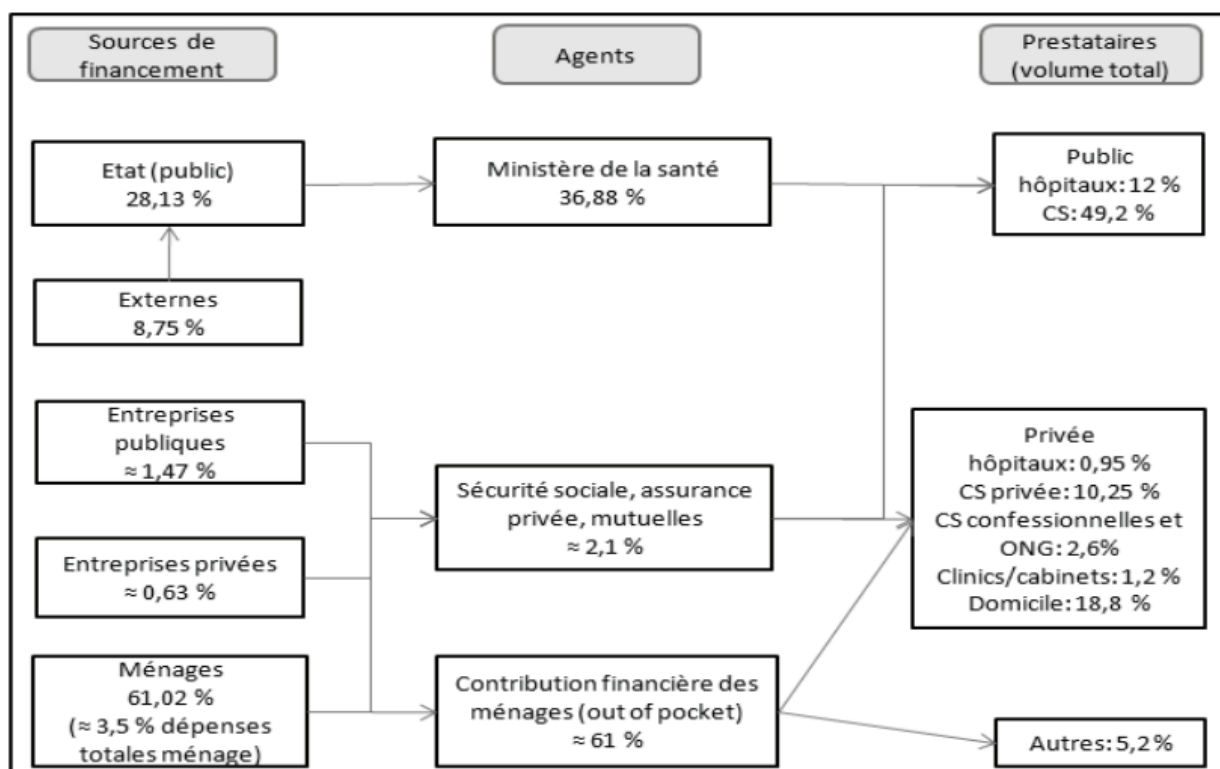 Sources de
financement
Agents
Prestataires
(volume total)
Etat (public)
28,13 %
Ministère de la santé
36,88 %
Public
hôpitaux: 12 %
CS: 49,2 %
Externes
8,75 %
Entreprises
publiques
≈ 1,47 %
Sécurité sociale, assurance
privée, mutuelles
≈ 2,1 %
Privée
hôpitaux: 0,95 %
CS privée: 10,25 %
CS confessionnelles et
ONG: 2,6%
Clinics/cabinets: 1,2 %
Domicile: 18,8 %
Entreprises privées
≈ 0,63 %
Ménages
61,02 %
(≈ 3,5 % dépenses
totales ménage)
Contribution financière des
ménages (out of pocket)
≈ 61 %
Autres: 5,2%